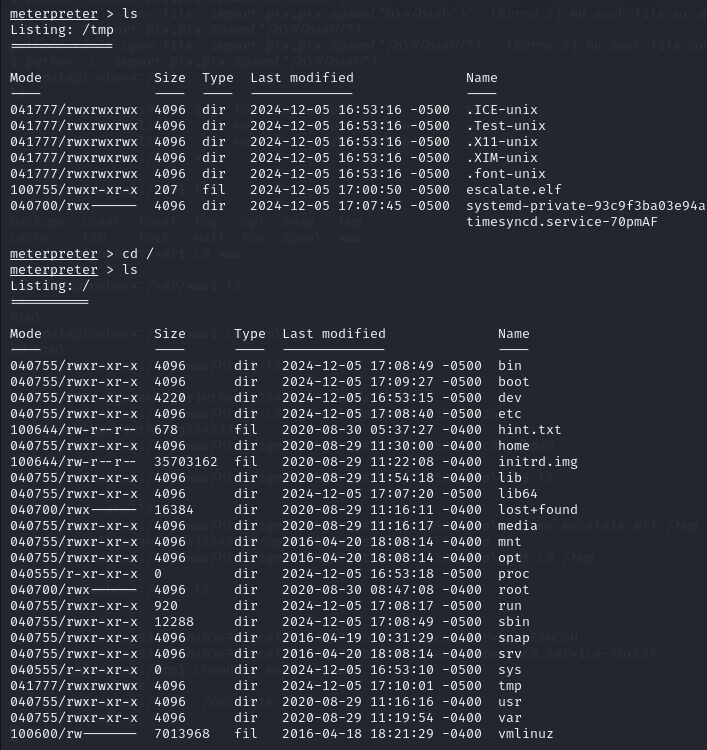 meterpreter > ls
Listing: /tmp
=============
Mode Size Type Last modified Name
---- ---- ---- ------------- ----
041777/rwxrwxrwx 4096 dir 2024-12-05 16:53:16 -0500 .ICE-unix
041777/rwxrwxrwx 4096 dir 2024-12-05 16:53:16 -0500 .Test-unix
041777/rwxrwxrwx 4096 dir 2024-12-05 16:53:16 -0500 .X11-unix
041777/rwxrwxrwx 4096 dir 2024-12-05 16:53:16 -0500 .XIM-unix
041777/rwxrwxrwx 4096 dir 2024-12-05 16:53:16 -0500 .font-unix
100755/rwxr-xr-x 207 fil 2024-12-05 17:00:50 -0500 escalate.elf
040700/rwx------ 4096 dir 2024-12-05 17:07:45 -0500 systemd-private-93c9f3ba03e94a
timesyncd.service-70pmAF
meterpreter > cd /
meterpreter > ls
Listing: /
==========
Mode Size Type Last modified Name
---- ---- ---- ------------- ----
040755/rwxr-xr-x 4096 dir 2024-12-05 17:08:49 -0500 bin
040755/rwxr-xr-x 4096 dir 2024-12-05 17:09:27 -0500 boot
040755/rwxr-xr-x 4220 dir 2024-12-05 16:53:15 -0500 dev
040755/rwxr-xr-x 4096 dir 2024-12-05 17:08:40 -0500 etc
100644/rw-r--r-- 678 fil 2020-08-30 05:37:27 -0400 hint.txt
040755/rwxr-xr-x 4096 dir 2020-08-29 11:30:00 -0400 home
100644/rw-r--r-- 35703162 fil 2020-08-29 11:22:08 -0400 initrd.img
040755/rwxr-xr-x 4096 dir 2020-08-29 11:54:18 -0400 lib
040755/rwxr-xr-x 4096 dir 2024-12-05 17:07:20 -0500 lib64
040700/rwx------ 16384 dir 2020-08-29 11:16:11 -0400 lost+found
040755/rwxr-xr-x 4096 dir 2020-08-29 11:16:17 -0400 media
040755/rwxr-xr-x 4096 dir 2016-04-20 18:08:14 -0400 mnt
040755/rwxr-xr-x 4096 dir 2016-04-20 18:08:14 -0400 opt
040555/r-xr-xr-x 0 dir 2024-12-05 16:53:18 -0500 proc
040700/rwx------ 4096 dir 2020-08-30 08:47:08 -0400 root
040755/rwxr-xr-x 920 dir 2024-12-05 17:08:17 -0500 run
040755/rwxr-xr-x 12288 dir 2024-12-05 17:08:49 -0500 sbin
040755/rwxr-xr-x 4096 dir 2016-04-19 10:31:29 -0400 snap
040755/rwxr-xr-x 4096 dir 2016-04-20 18:08:14 -0400 srv
040555/r-xr-xr-x 0 dir 2024-12-05 16:53:10 -0500 sys
041777/rwxrwxrwx 4096 dir 2024-12-05 17:10:01 -0500 tmp
040755/rwxr-xr-x 4096 dir 2020-08-29 11:16:16 -0400 usr
040755/rwxr-xr-x 4096 dir 2020-08-29 11:19:54 -0400 var
100600/rw------- 7013968 fil 2016-04-18 18:21:29 -0400 vmlinuz